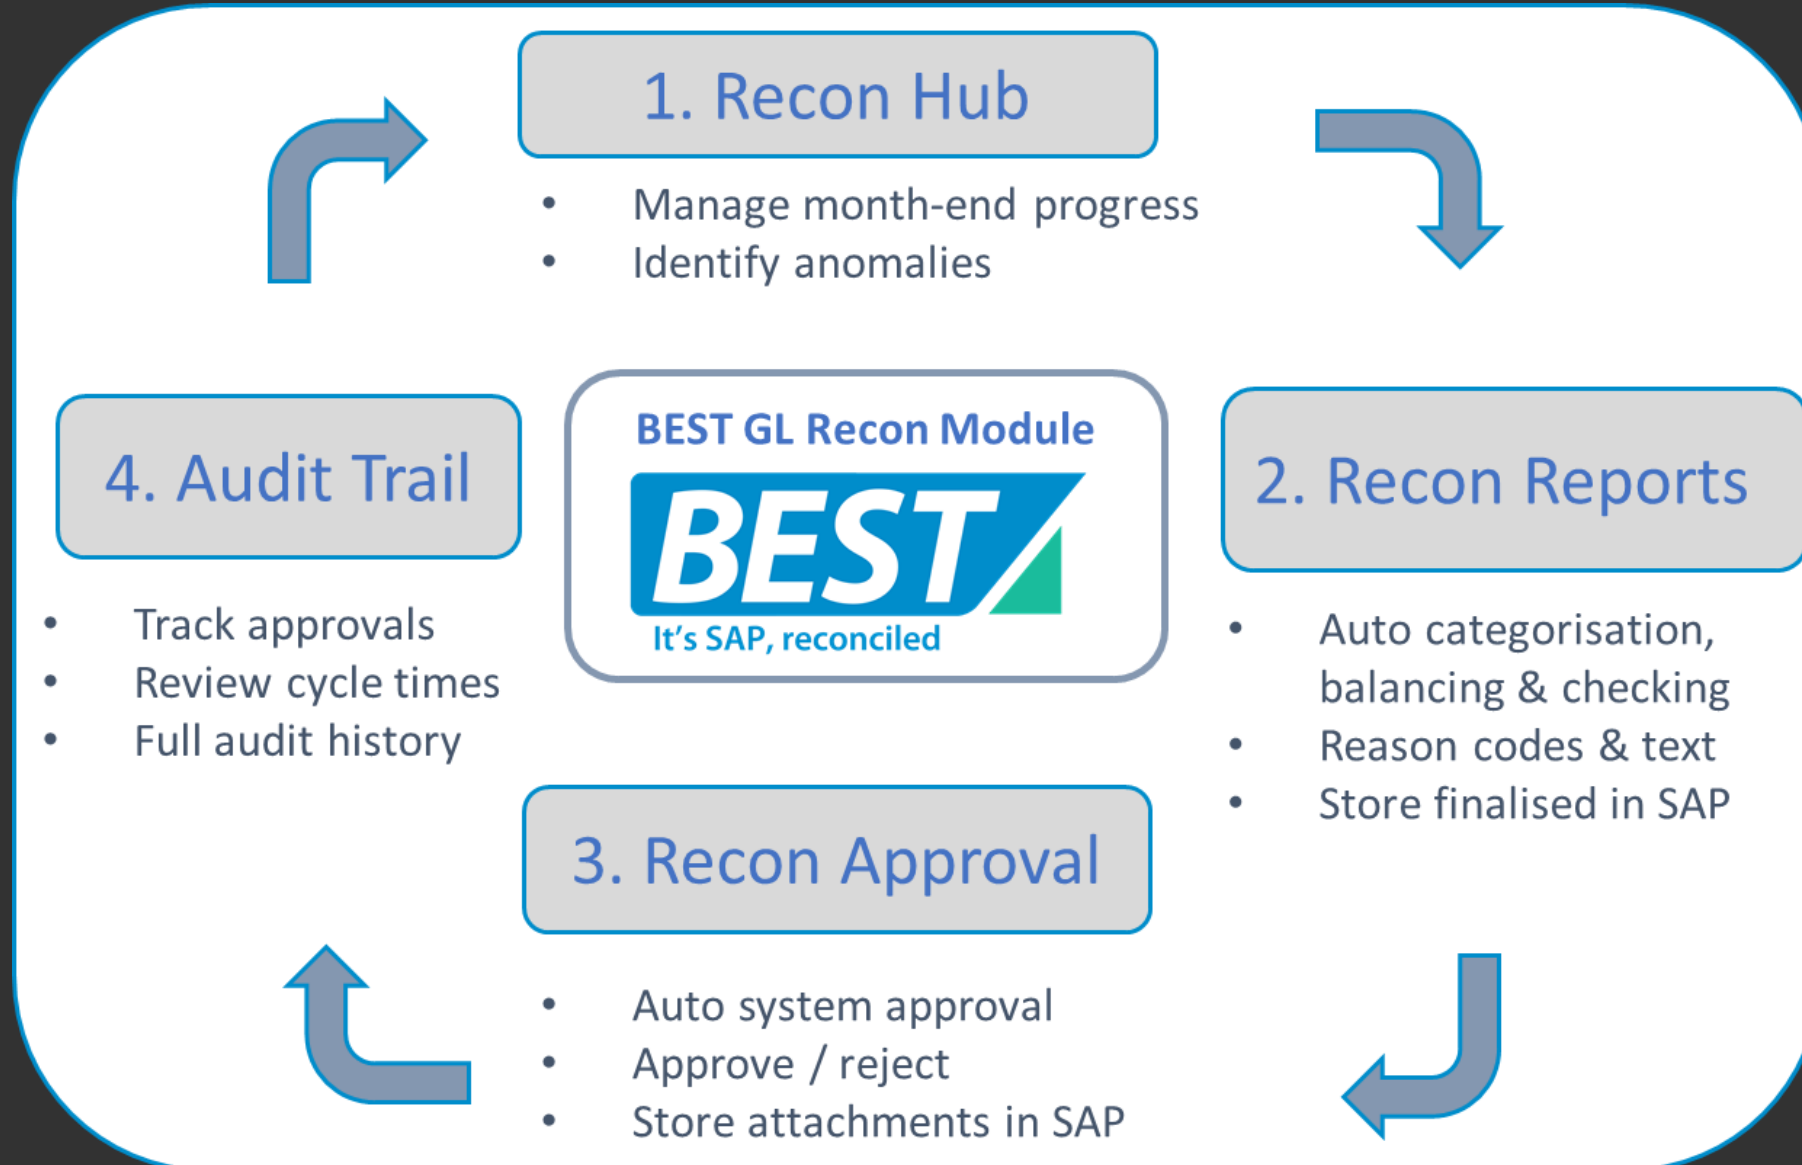 1. Recon Hub
• Manage month-end progress
• Identify anomalies
BEST GL Recon Module
BEST
It's SAP, reconciled
2. Recon Reports
• Auto categorisation,
balancing & checking
• Reason codes & text
• Store finalised in SAP
3. Recon Approval
• Auto system approval
• Approve / reject
• Store attachments in SAP
4. Audit Trail
• Track approvals
• Review cycle times
• Full audit history